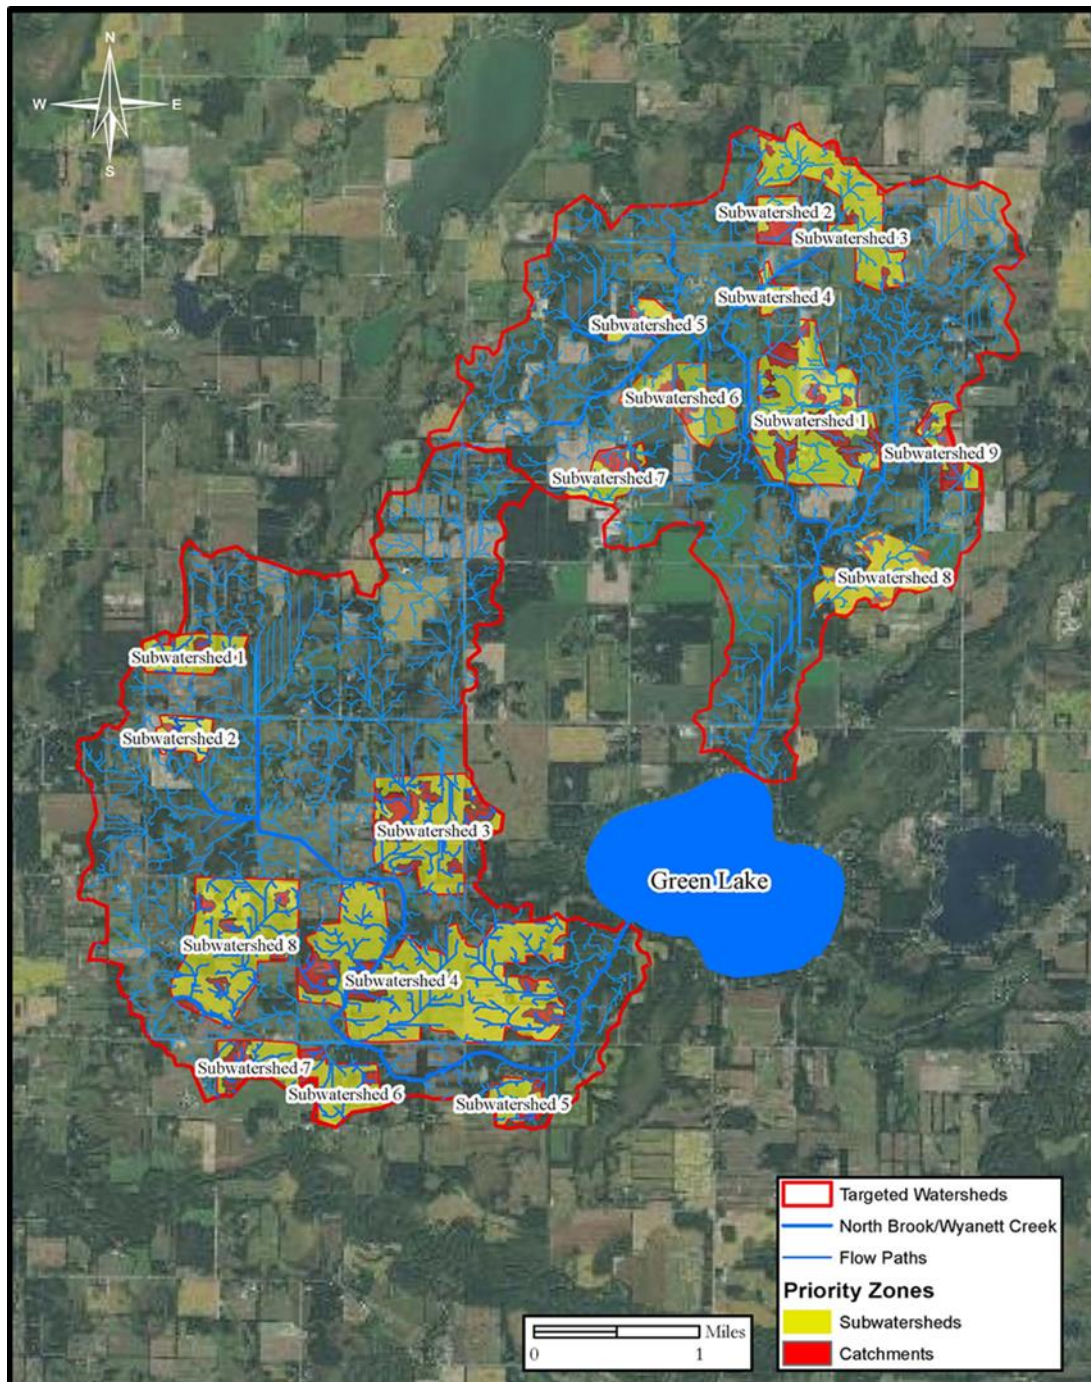 N
W E
S
Subwatershed 2
Subwatershed 3
Subwatershed 4
Subwatershed 5
Subwatershed 6
Subwatershed 1
Subwatershed 9
Subwatershed 7
Subwatershed 8
Subwatershed 1
Subwatershed 2
Subwatershed 3
Green Lake
Subwatershed 8
Subwatershed 4
Subwatershed 7
Subwatershed 6
Subwatershed 5
Targeted Watersheds
North Brook/Wyanett Creek
Flow Paths
Priority Zones
Subwatersheds
Catchments
Miles
0 1